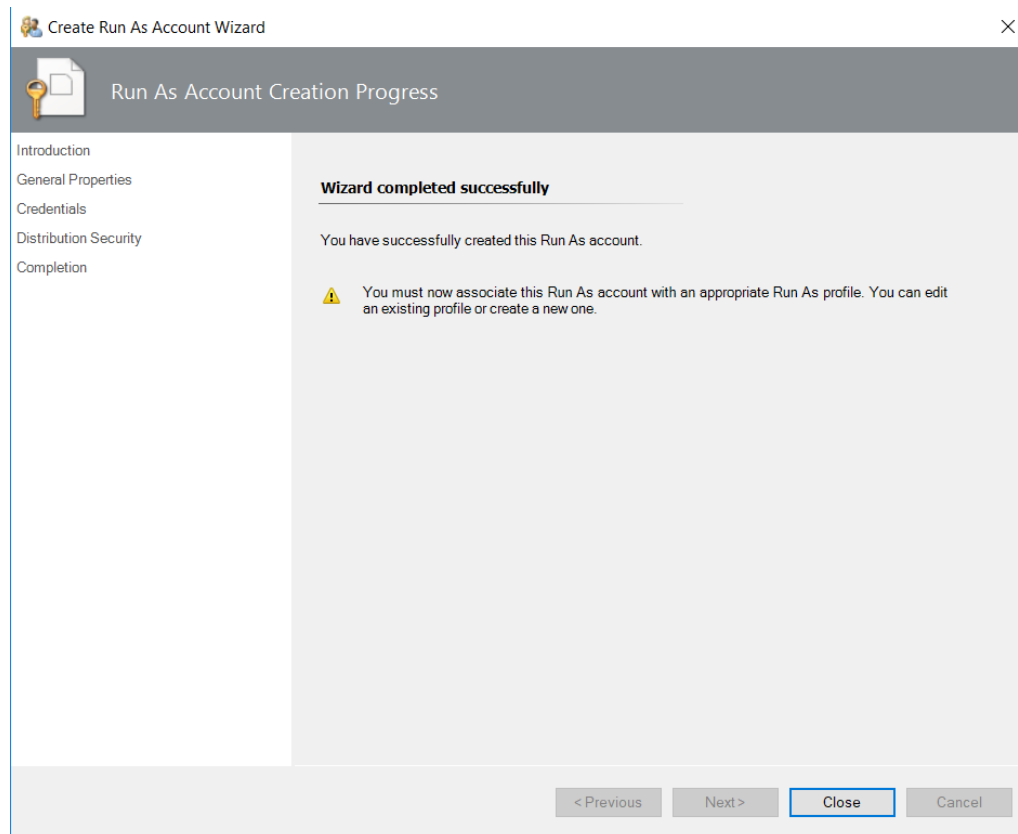 Create Run As Account Wizard
Run As Account Creation Progress
Introduction
General Properties
Credentials
Distribution Security
Completion
Wizard completed successfully
You have successfully created this Run As account.
You must now associate this Run As account with an appropriate Run As profile. You can edit
an existing profile or create a new one.
< Previous
Next >
Close
Cancel